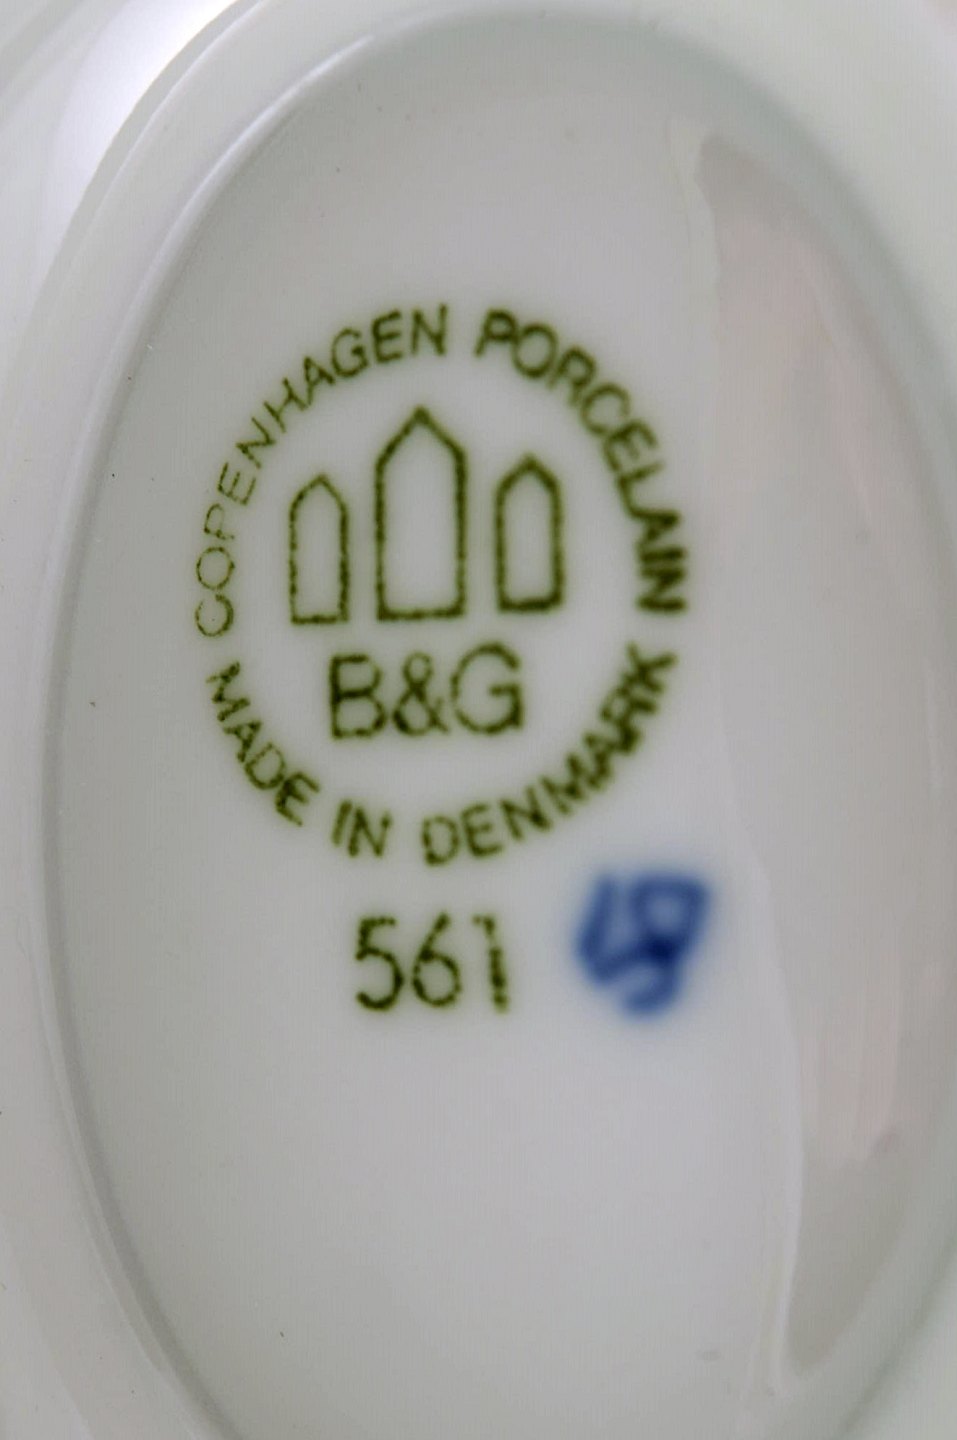 COPENHAGEN PORCELAIN
B&G
MADE IN DENMARK
561